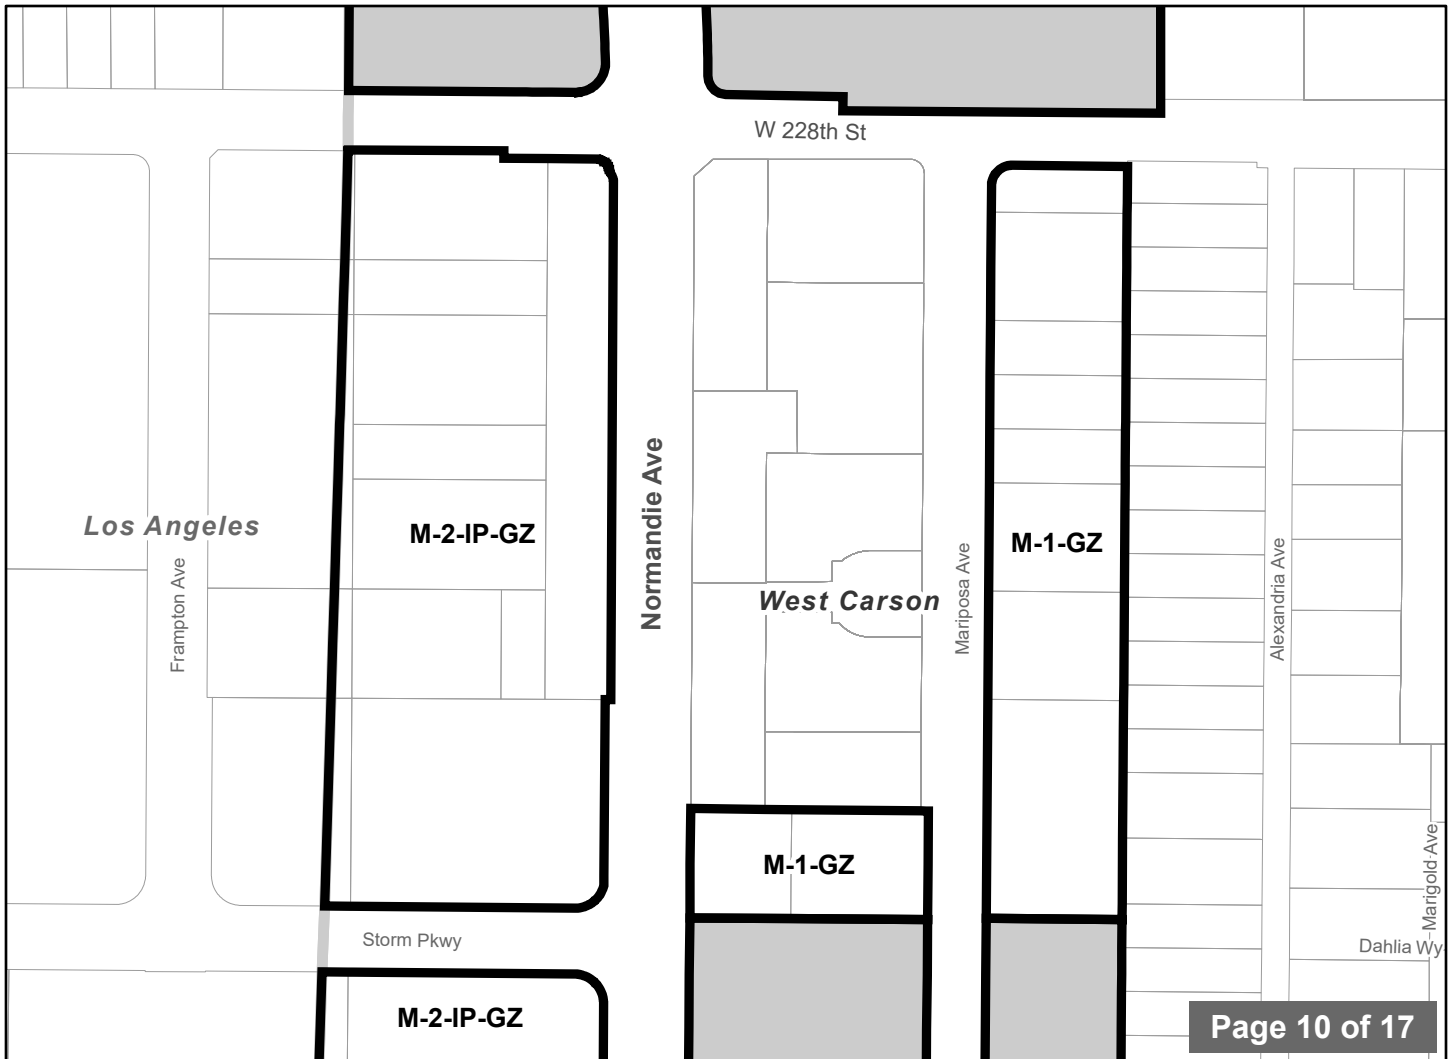 W 228th St
Normandie Ave
Los Angeles
M-2-IP-GZ
M-1-GZ
Frampton Ave
West Carson
Mariposa Ave
Alexandria Ave
M-1-GZ
Marigold Ave
Storm Pkwy
Dahlia Wy
M-2-IP-GZ
Page 10 of 17